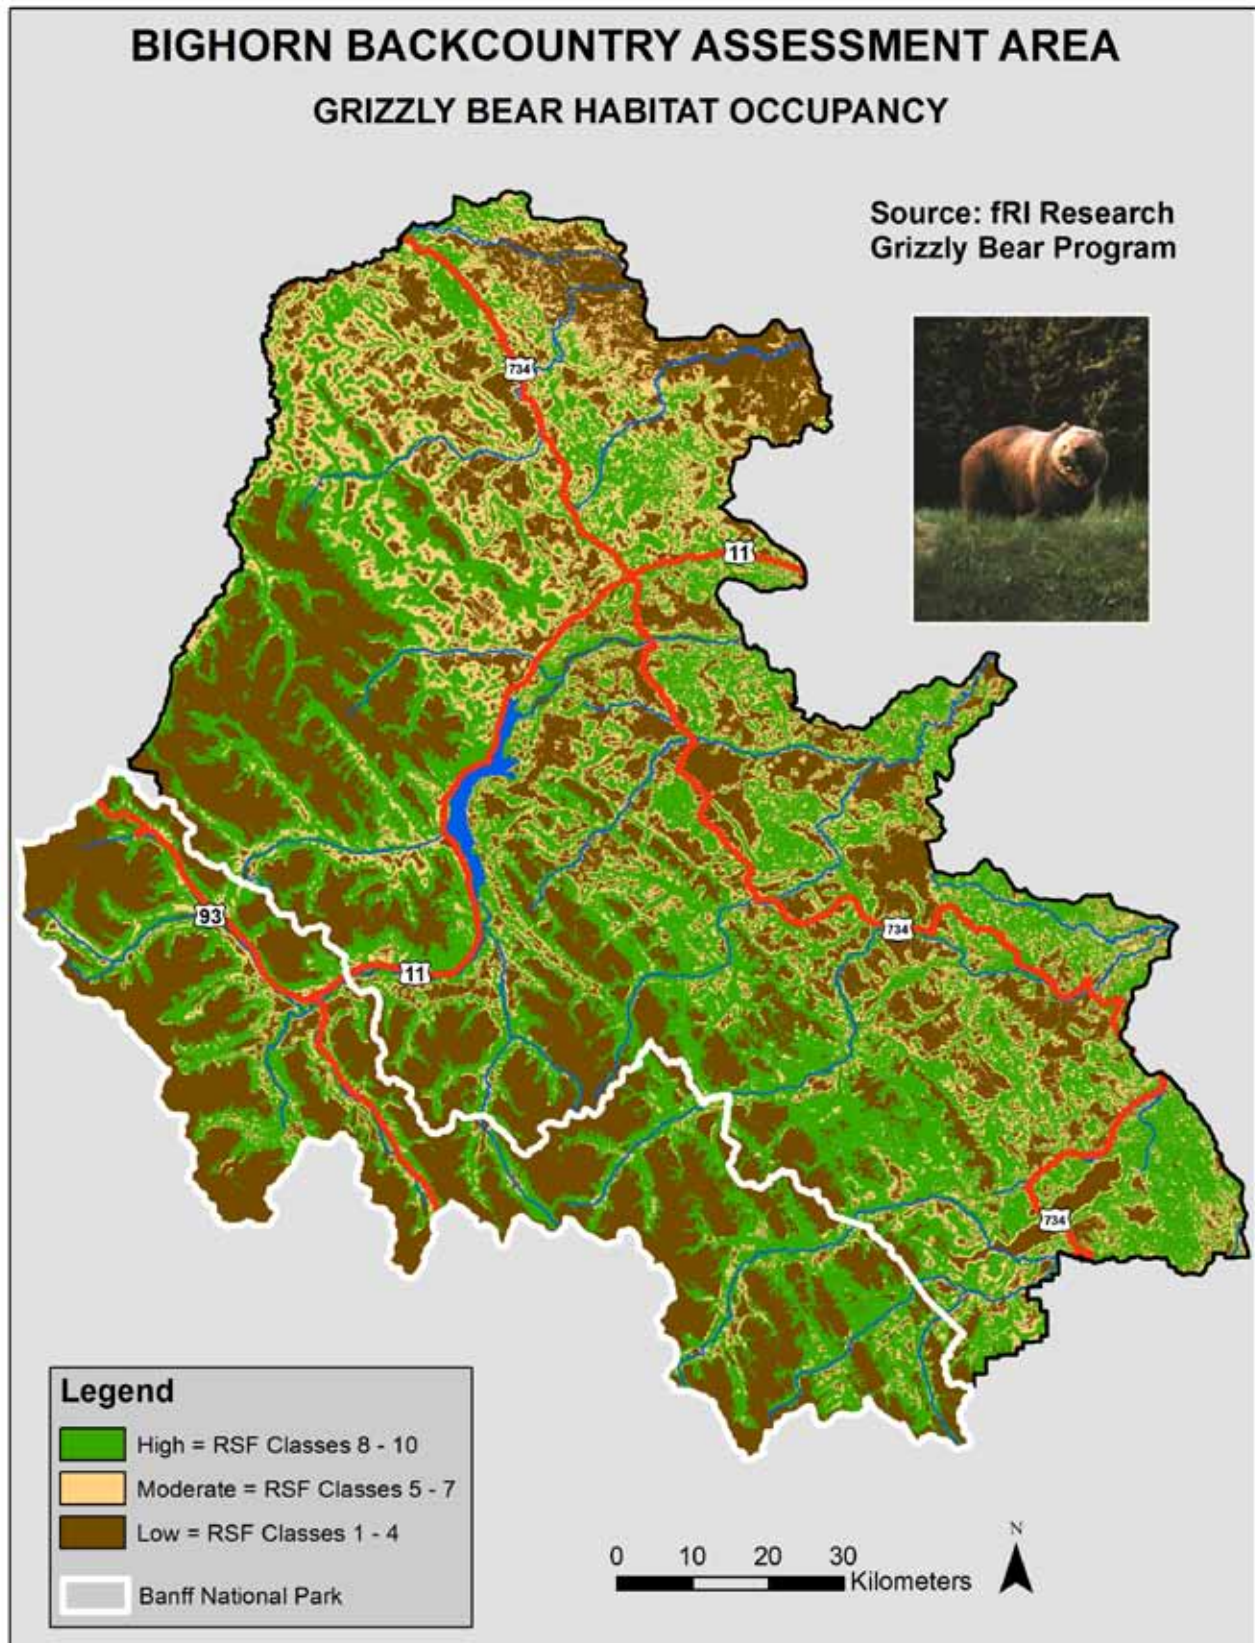 BIGHORN BACKCOUNTRY ASSESSMENT AREA
GRIZZLY BEAR HABITAT OCCUPANCY
Source: fRI Research
Grizzly Bear Program
734
11
93
11
734
734
Legend
High = RSF Classes 8 - 10
Moderate = RSF Classes 5 - 7
Low = RSF Classes 1 - 4
Banff National Park
0 10 20 30
Kilometers
N